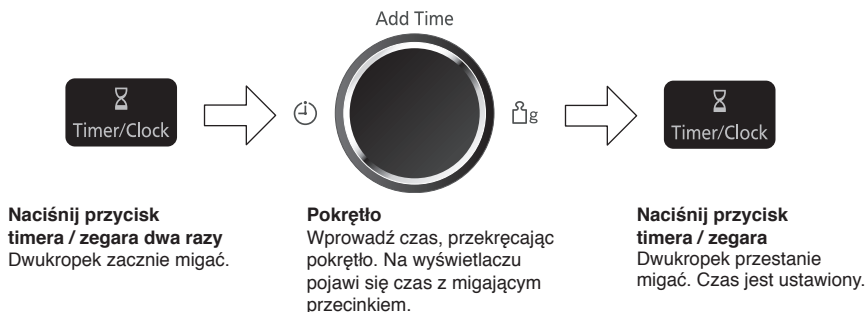 Add Time
Timer/Clock
g
Timer/Clock
Naciśnij przycisk
timera / zegara dwa razy
Dwukropek zacznie migać.
Pokrętło
Wprowadź czas, przekręcając
pokrętło. Na wyświetlaczu
pojawi się czas z migającym
przecinkiem.
Naciśnij przycisk
timera / zegara
Dwukropek przestanie
migać. Czas jest ustawiony.